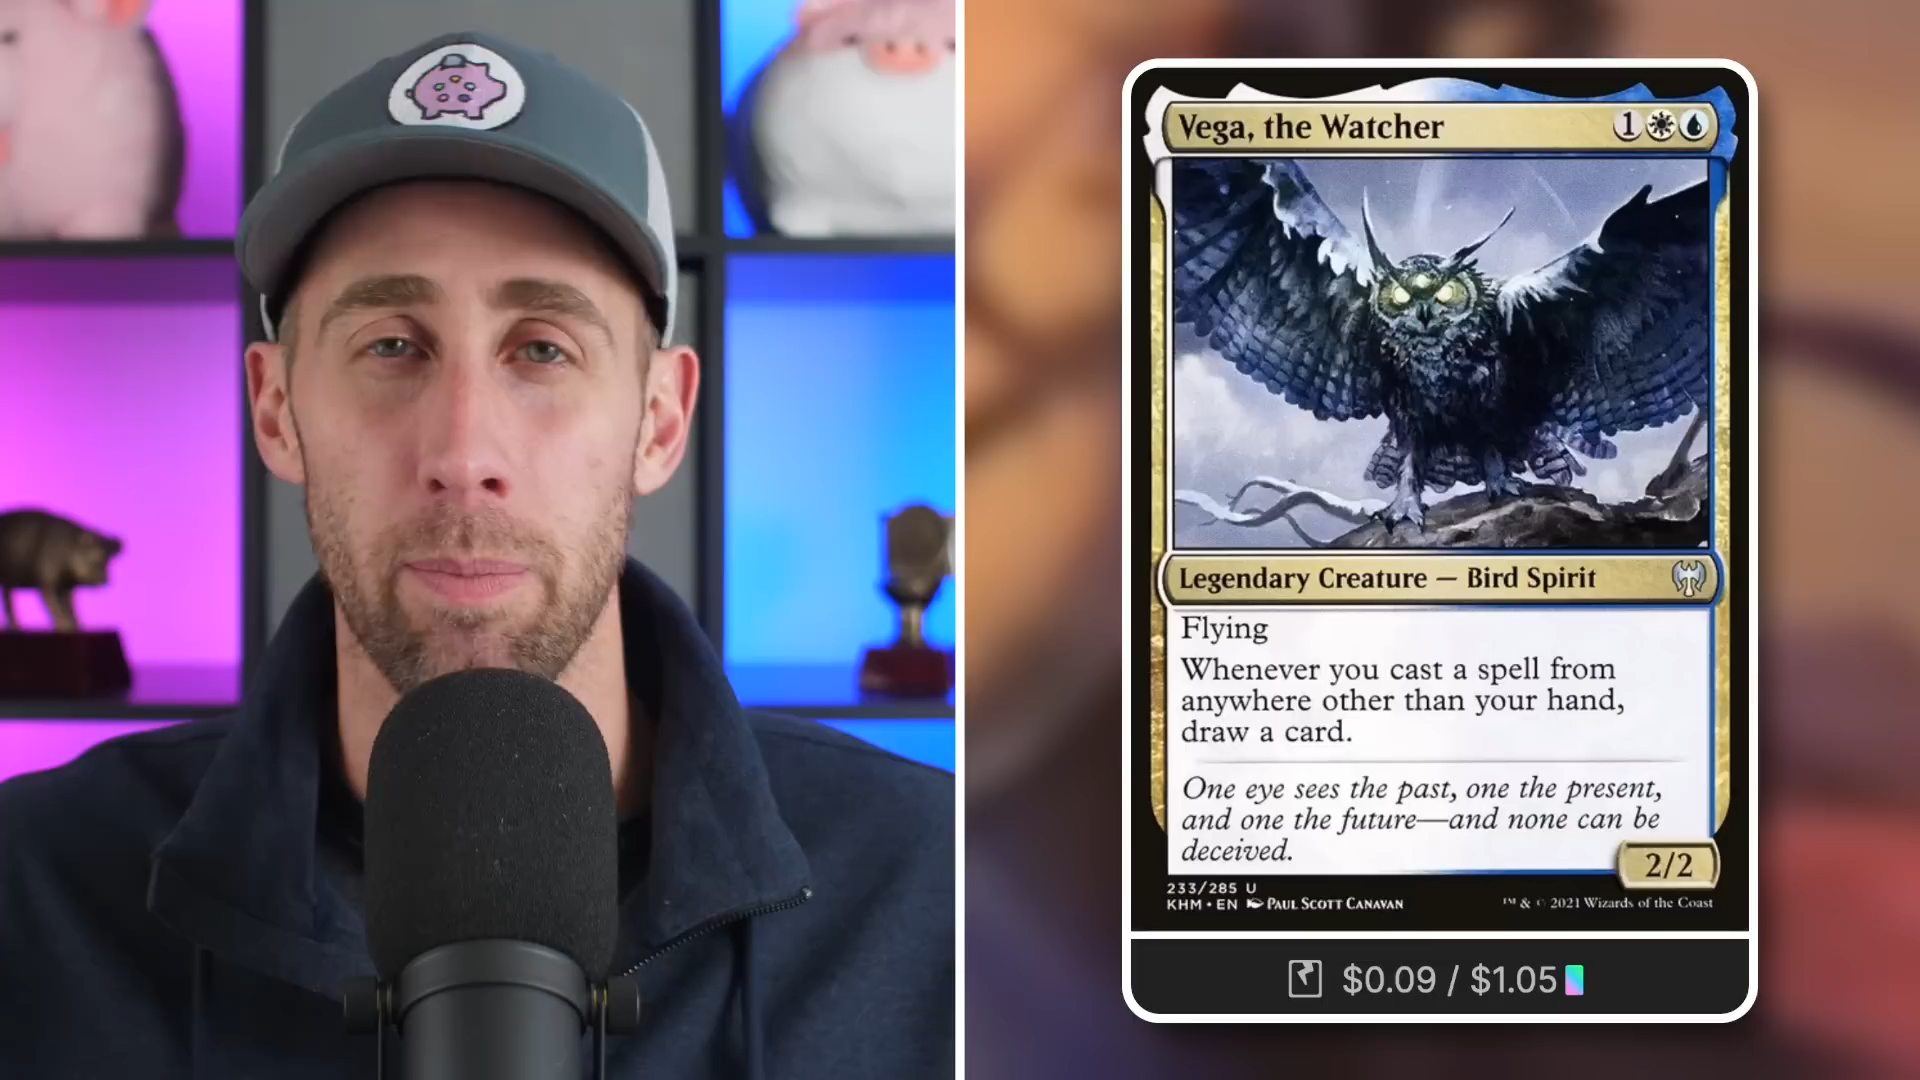 Vega, the Watcher
1
Legendary Creature — Bird Spirit
Flying
Whenever you cast a spell from
anywhere other than your hand,
draw a card.
One eye sees the past, one the present,
and one the future—and none can be
deceived.
2/2
233/285 U
KHM • EN PAUL SCOTT CANAVAN
™ & © 2021 Wizards of the Coast
$0.09 / $1.05